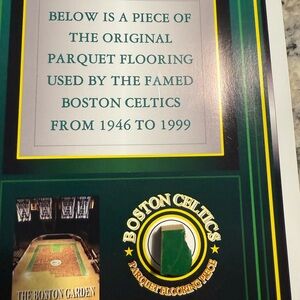 BELOW IS A PIECE OF
THE ORIGINAL
PARQUET FLOORING
USED BY THE FAMED
BOSTON CELTICS
FROM 1946 TO 1999
BOSTON CELTICS
PARQUET FLOORING PIECE
THE BOSTON GARDEN